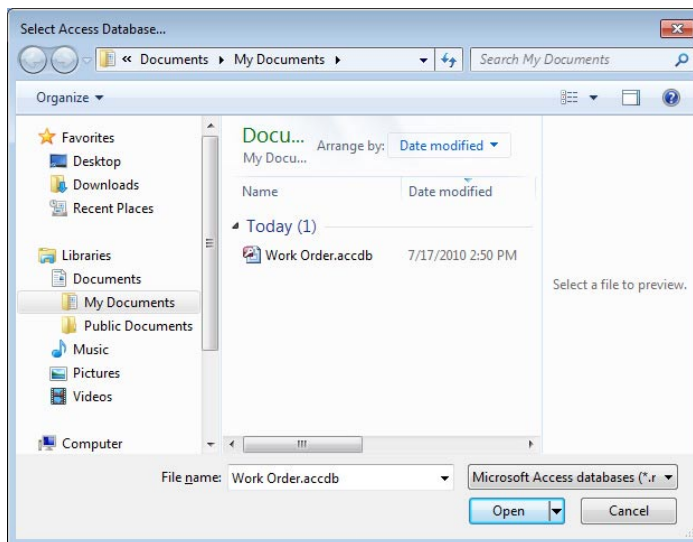 Select Access Database...
« Documents My Documents
Search My Documents
Organize
Favorites
Desktop
Downloads
Recent Places
Libraries
Documents
My Documents
Public Documents
Music
Pictures
Videos
Computer
Docu...
My Docu...
Arrange by: Date modified
Name Date modified
Today (1)
Work Order.accdb 7/17/2010 2:50 PM
Select a file to preview.
File name: Work Order.accdb
Microsoft Access databases (*.r
Open Cancel